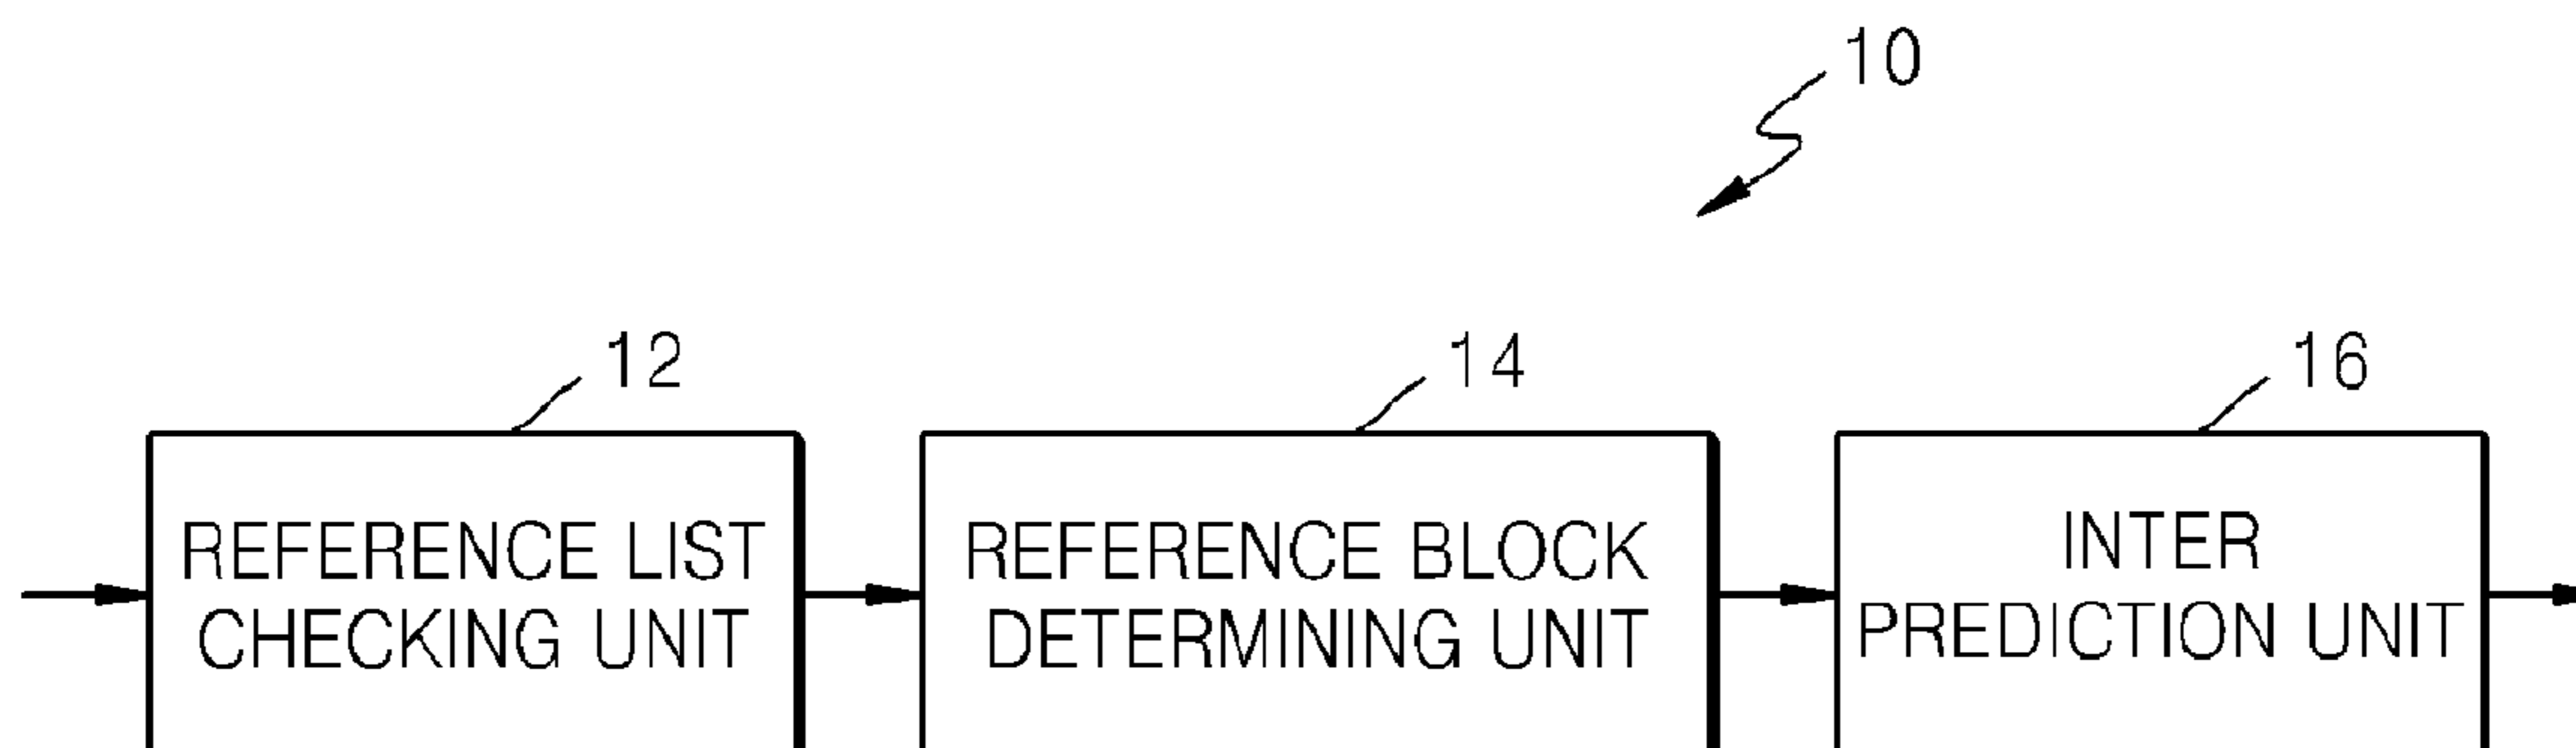 10
12
14
16
REFERENCE LIST
CHECKING UNIT
REFERENCE BLOCK
DETERMINING UNIT
INTER
PREDICTION UNIT